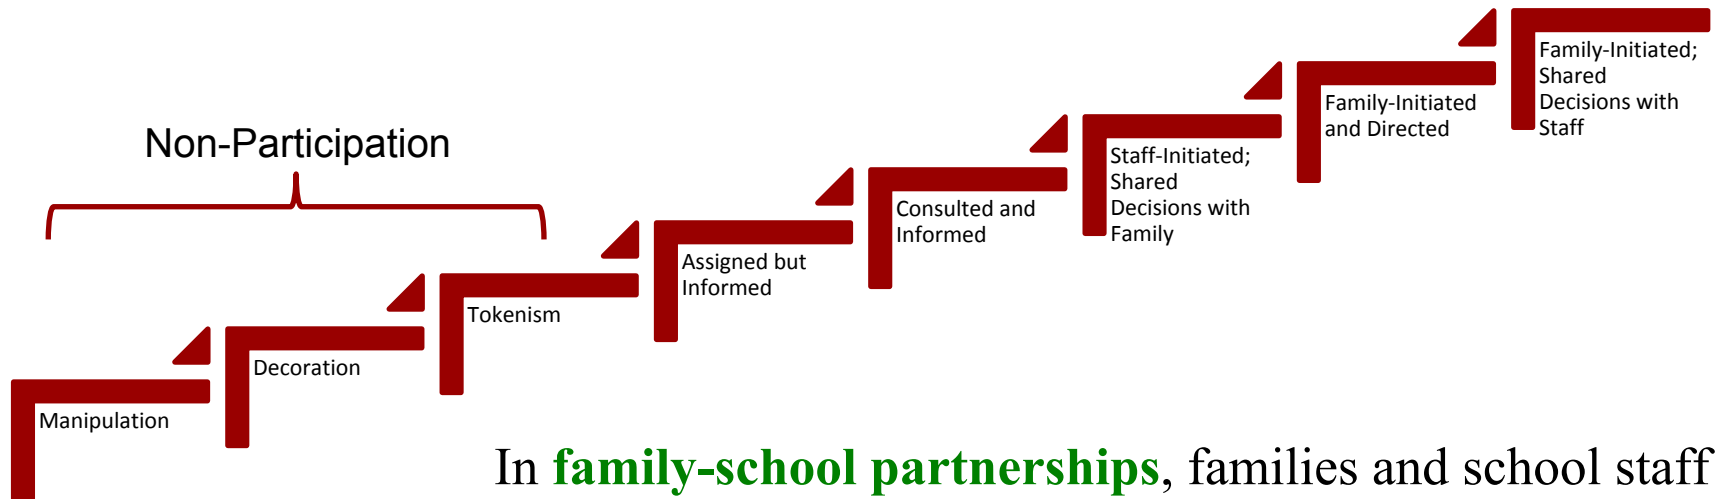 Non-Participation
Manipulation
Decoration
Tokenism
Assigned but
Informed
Consulted and
Informed
Staff-Initiated;
Shared
Decisions with
Family
Family-Initiated
and Directed
Family-Initiated;
Shared
Decisions with
Staff
In family-school partnerships, families and school staff